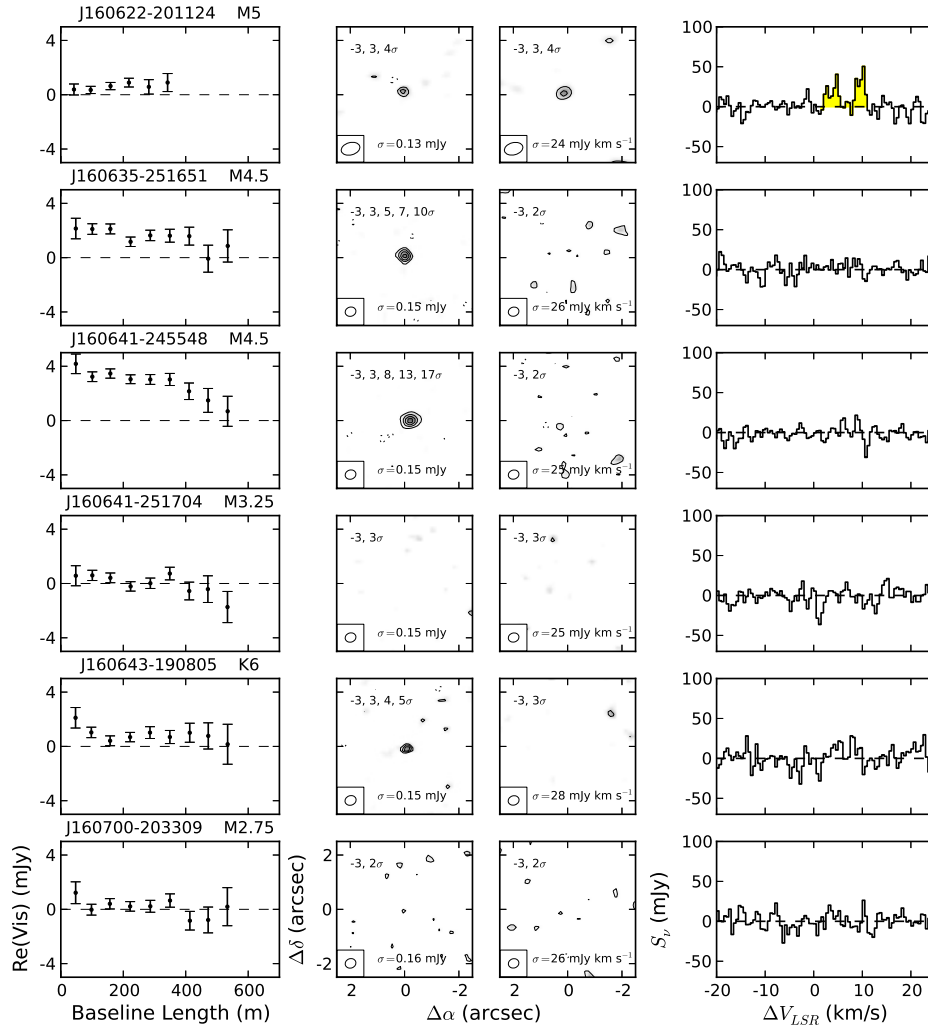 J160622-201124 M5
4
0
-4
-3, 3, 4σ
σ=0.13 mJy
-3, 3, 4σ
σ=24 mJy km s⁻¹
100
50
0
-50
J160635-251651 M4.5
4
0
-4
-3, 3, 5, 7, 10σ
σ=0.15 mJy
-3, 2σ
σ=26 mJy km s⁻¹
100
50
0
-50
J160641-245548 M4.5
4
0
-4
-3, 3, 8, 13, 17σ
σ=0.15 mJy
-3, 2σ
σ=25 mJy km s⁻¹
100
50
0
-50
J160641-251704 M3.25
4
0
-4
-3, 3σ
σ=0.15 mJy
-3, 3σ
σ=25 mJy km s⁻¹
100
50
0
-50
J160643-190805 K6
4
0
-4
-3, 3, 4, 5σ
σ=0.15 mJy
-3, 3σ
σ=28 mJy km s⁻¹
100
50
0
-50
J160700-203309 M2.75
Re(Vis) (mJy)
4
0
-4
0 200 400 600
Baseline Length (m)
Δδ (arcsec)
2
0
-2
-3, 2σ
σ=0.16 mJy
2 0 -2
-3, 2σ
σ=26 mJy km s⁻¹
2 0 -2
Δα (arcsec)
S_ν (mJy)
100
50
0
-50
-20 -10 0 10 20
ΔV_LSR (km/s)